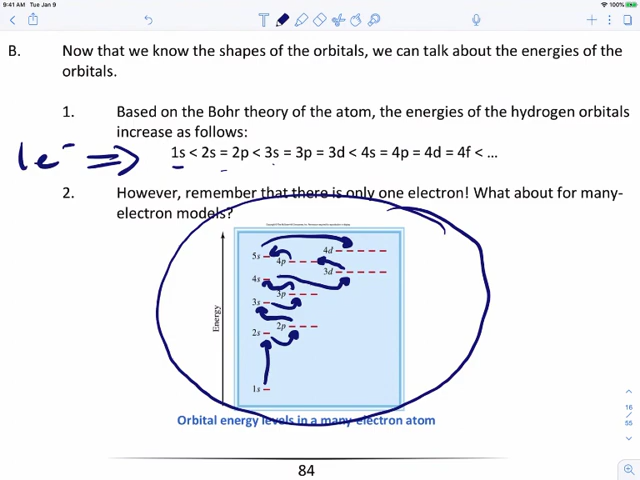 9:41 AM Tue Jan 9
100%
B. Now that we know the shapes of the orbitals, we can talk about the energies of the
orbitals.
1. Based on the Bohr theory of the atom, the energies of the hydrogen orbitals
increase as follows:
1e⁻ ⇒ 1s < 2s = 2p < 3s = 3p = 3d < 4s = 4p = 4d = 4f < ...
2. However, remember that there is only one electron! What about for many-
electron models?
5s
4p
4d
4s
3d
3p
3s
2p
2s
1s
Energy
Orbital energy levels in a many-electron atom
84
16
55